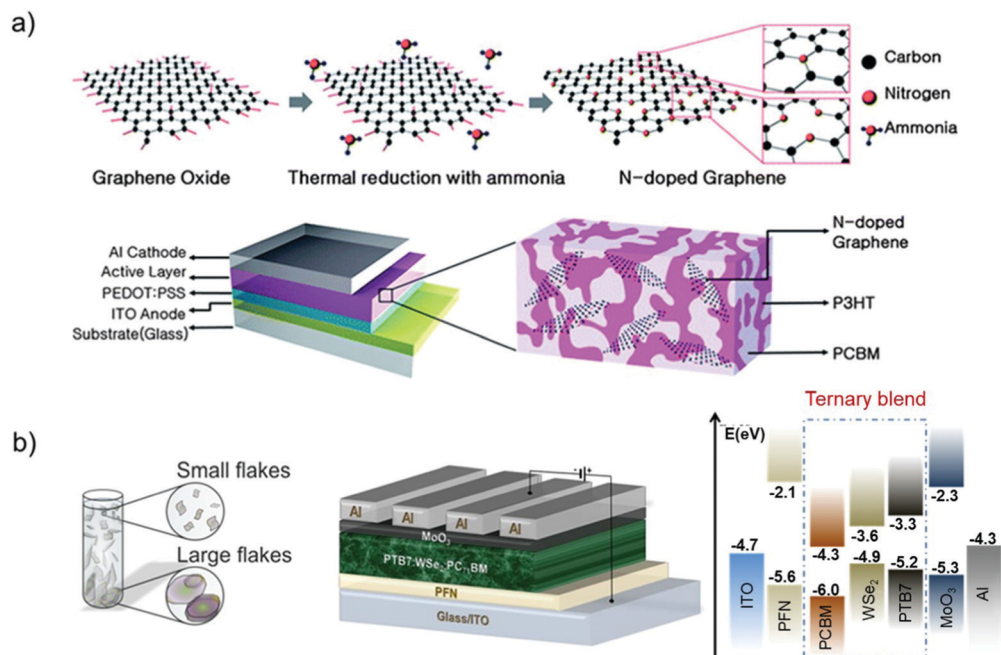 a)
Carbon
Nitrogen
Ammonia
Graphene Oxide
Thermal reduction with ammonia
N-doped Graphene
Al Cathode
Active Layer
PEDOT:PSS
ITO Anode
Substrate(Glass)
N-doped
Graphene
P3HT
PCBM
b)
Small flakes
Large flakes
- +
Al Al Al Al
MoO3
PTB7:WSe2:PC71BM
PFN
Glass/ITO
Ternary blend
E(eV)
-2.1
-2.3
-3.3
-3.6
-4.3
-4.3
-4.7
-4.9
-5.2
-5.3
-5.6
-6.0
ITO
PFN
PCBM
WSe2
PTB7
MoO3
Al